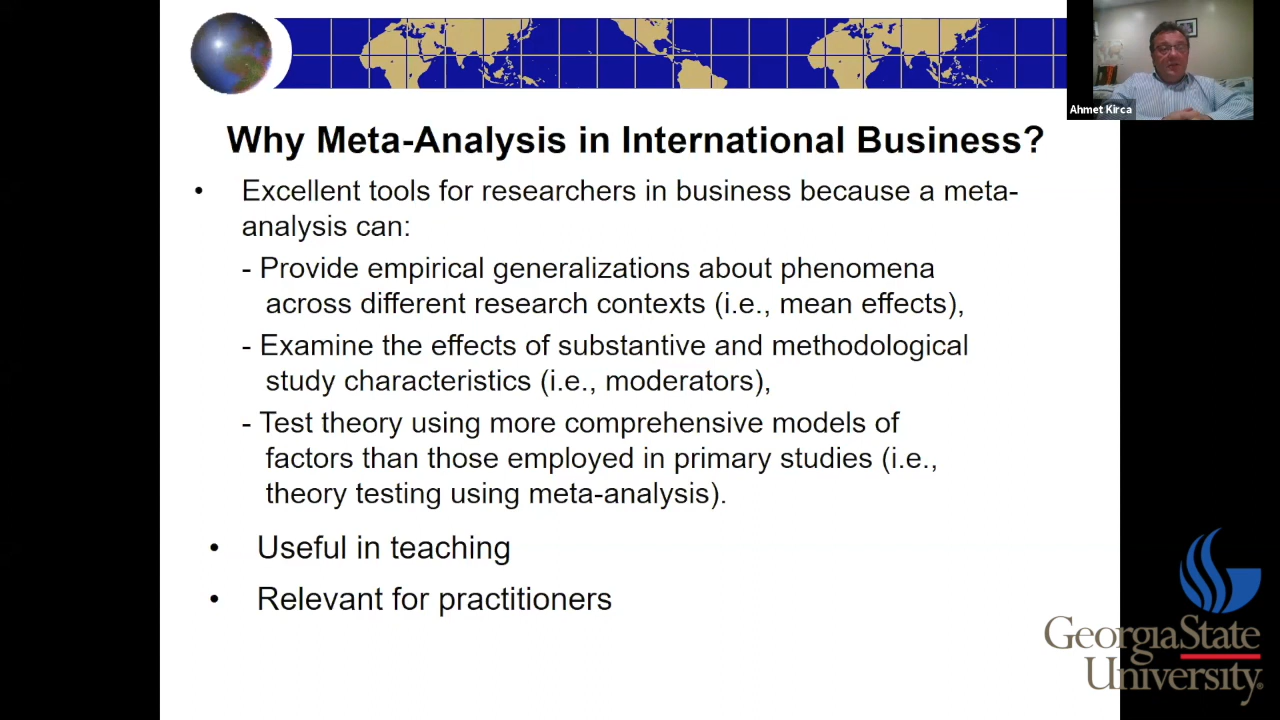 Ahmet Kirca
Why Meta-Analysis in International Business?
• Excellent tools for researchers in business because a meta-
analysis can:
- Provide empirical generalizations about phenomena
across different research contexts (i.e., mean effects),
- Examine the effects of substantive and methodological
study characteristics (i.e., moderators),
- Test theory using more comprehensive models of
factors than those employed in primary studies (i.e.,
theory testing using meta-analysis).
• Useful in teaching
• Relevant for practitioners
GeorgiaState
University®